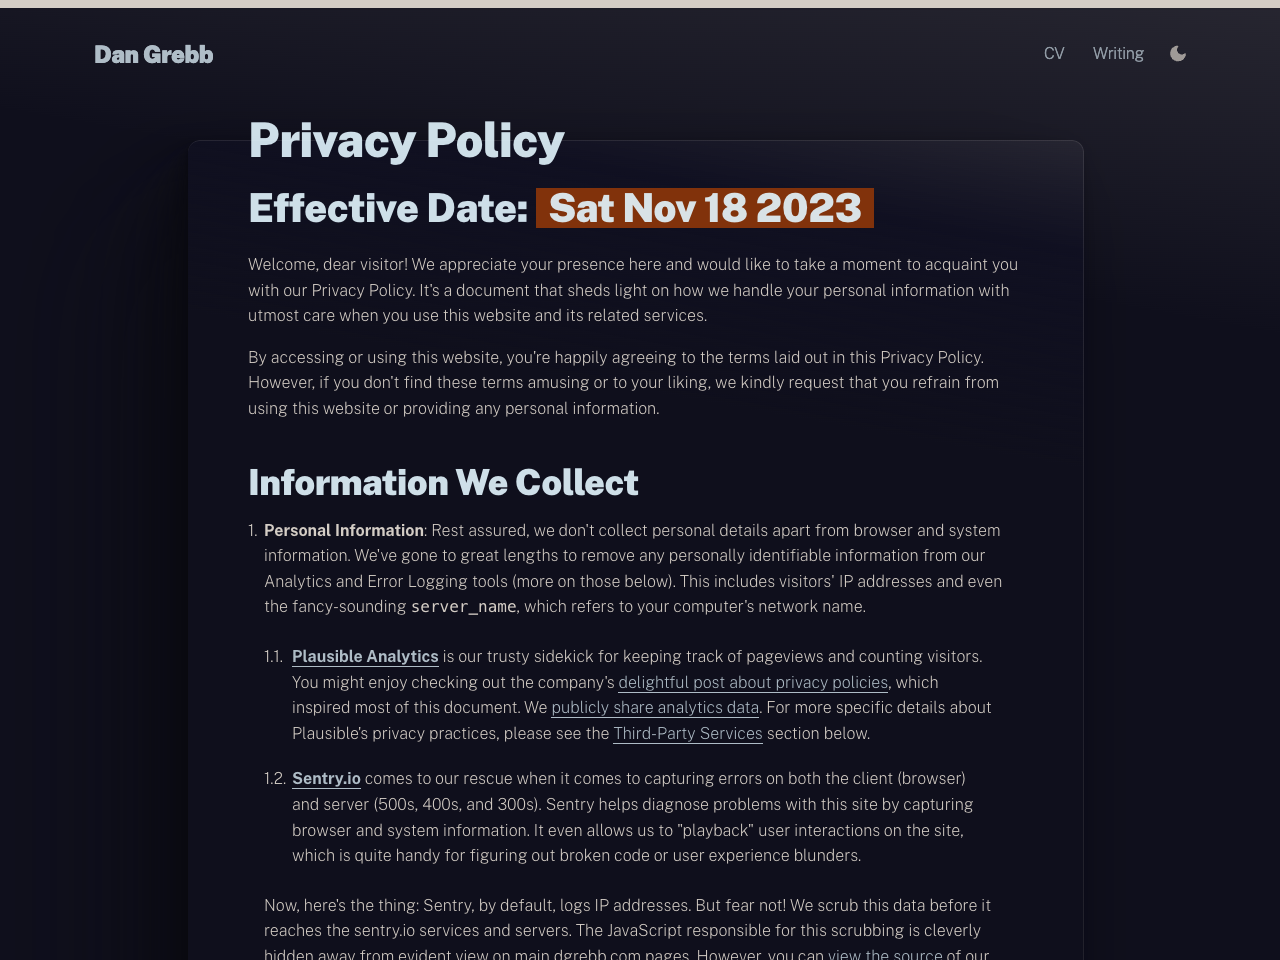 Dan Grebb
CV Writing
Privacy Policy
Effective Date: Sat Nov 18 2023
Welcome, dear visitor! We appreciate your presence here and would like to take a moment to acquaint you
with our Privacy Policy. It's a document that sheds light on how we handle your personal information with
utmost care when you use this website and its related services.
By accessing or using this website, you're happily agreeing to the terms laid out in this Privacy Policy.
However, if you don't find these terms amusing or to your liking, we kindly request that you refrain from
using this website or providing any personal information.
Information We Collect
1. Personal Information: Rest assured, we don't collect personal details apart from browser and system
information. We've gone to great lengths to remove any personally identifiable information from our
Analytics and Error Logging tools (more on those below). This includes visitors' IP addresses and even
the fancy-sounding server_name, which refers to your computer's network name.
1.1. Plausible Analytics is our trusty sidekick for keeping track of pageviews and counting visitors.
You might enjoy checking out the company's delightful post about privacy policies, which
inspired most of this document. We publicly share analytics data. For more specific details about
Plausible's privacy practices, please see the Third-Party Services section below.
1.2. Sentry.io comes to our rescue when it comes to capturing errors on both the client (browser)
and server (500s, 400s, and 300s). Sentry helps diagnose problems with this site by capturing
browser and system information. It even allows us to "playback" user interactions on the site,
which is quite handy for figuring out broken code or user experience blunders.
Now, here's the thing: Sentry, by default, logs IP addresses. But fear not! We scrub this data before it
reaches the sentry.io services and servers. The JavaScript responsible for this scrubbing is cleverly
hidden away from evident view on main dgrebb.com pages. However, you can view the source of our